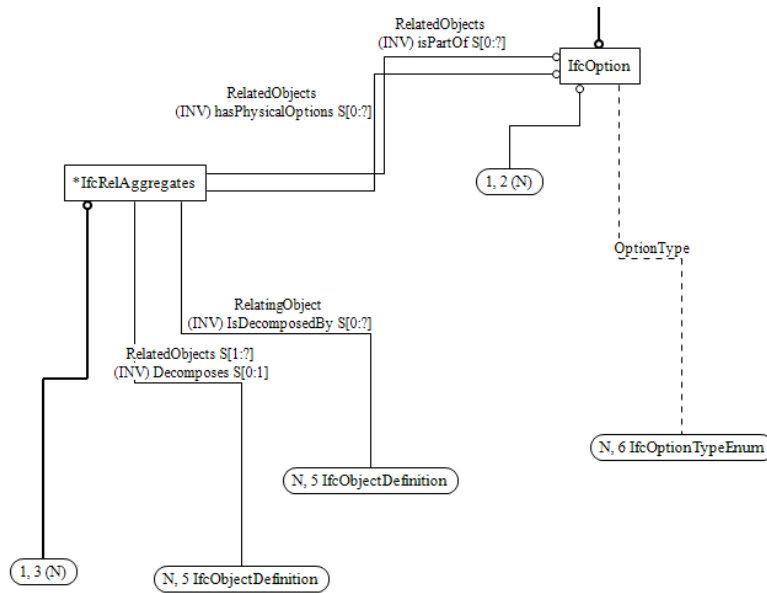 RelatedObjects
(INV) isPartOf S[0:?]
IfcOption
RelatedObjects
(INV) hasPhysicalOptions S[0:?]
*IfcRelAggregates
1, 2 (N)
OptionType
RelatingObject
(INV) IsDecomposedBy S[0:?]
RelatedObjects S[1:?]
(INV) Decomposes S[0:1]
N, 6 IfcOptionTypeEnum
N, 5 IfcObjectDefinition
1, 3 (N)
N, 5 IfcObjectDefinition